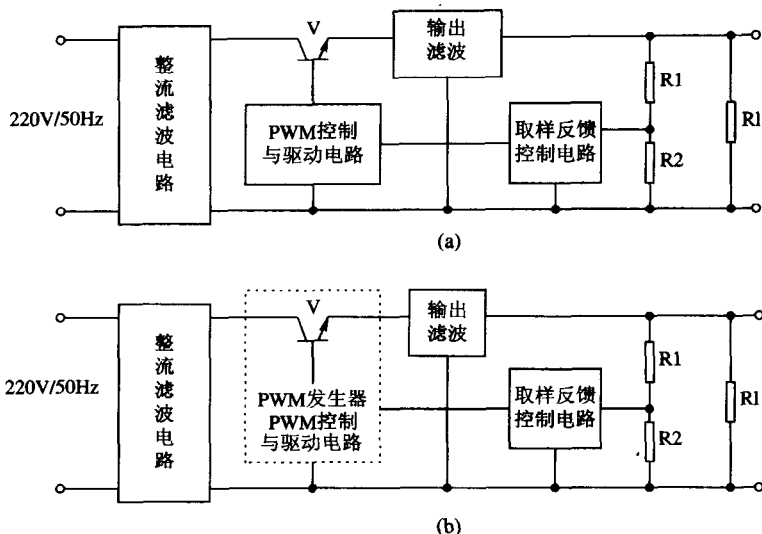 整流滤波电路
220V/50Hz
V
输出
滤波
PWM控制
与驱动电路
取样反馈
控制电路
R1
R2
Rl
(a)
整流滤波电路
220V/50Hz
V
输出
滤波
PWM发生器
PWM控制
与驱动电路
取样反馈
控制电路
R1
R2
Rl
(b)